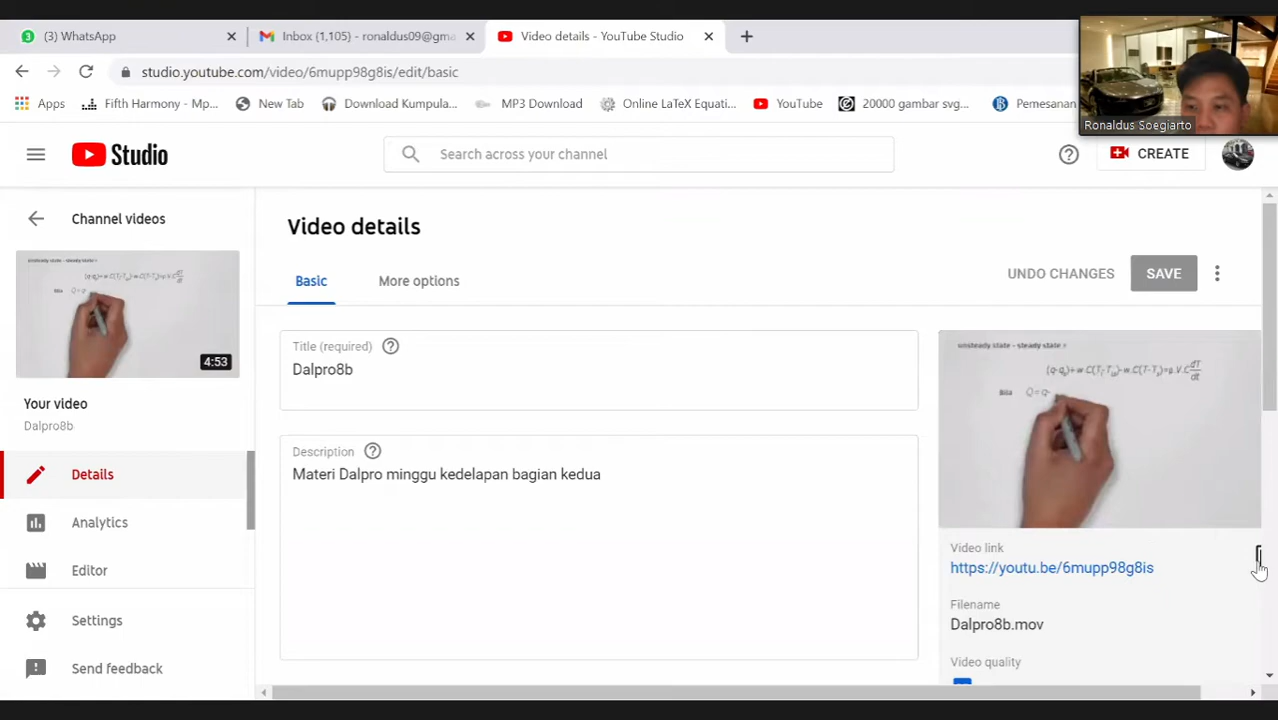 (3) WhatsApp
Inbox (1,105) - ronaldus09@gma
Video details - YouTube Studio
studio.youtube.com/video/6mupp98g8is/edit/basic
Apps
Fifth Harmony - Mp...
New Tab
Download Kumpula...
MP3 Download
Online LaTeX Equati...
YouTube
20000 gambar svg...
Pemesanan
Ronaldus Soegiarto
Studio
Search across your channel
CREATE
Channel videos
4:53
Your video
Dalpro8b
Details
Analytics
Editor
Settings
Send feedback
Video details
Basic
More options
UNDO CHANGES
SAVE
Title (required)
Dalpro8b
Description
Materi Dalpro minggu kedelapan bagian kedua
unsteady state - steady state =
Bila
Video link
https://youtu.be/6mupp98g8is
Filename
Dalpro8b.mov
Video quality